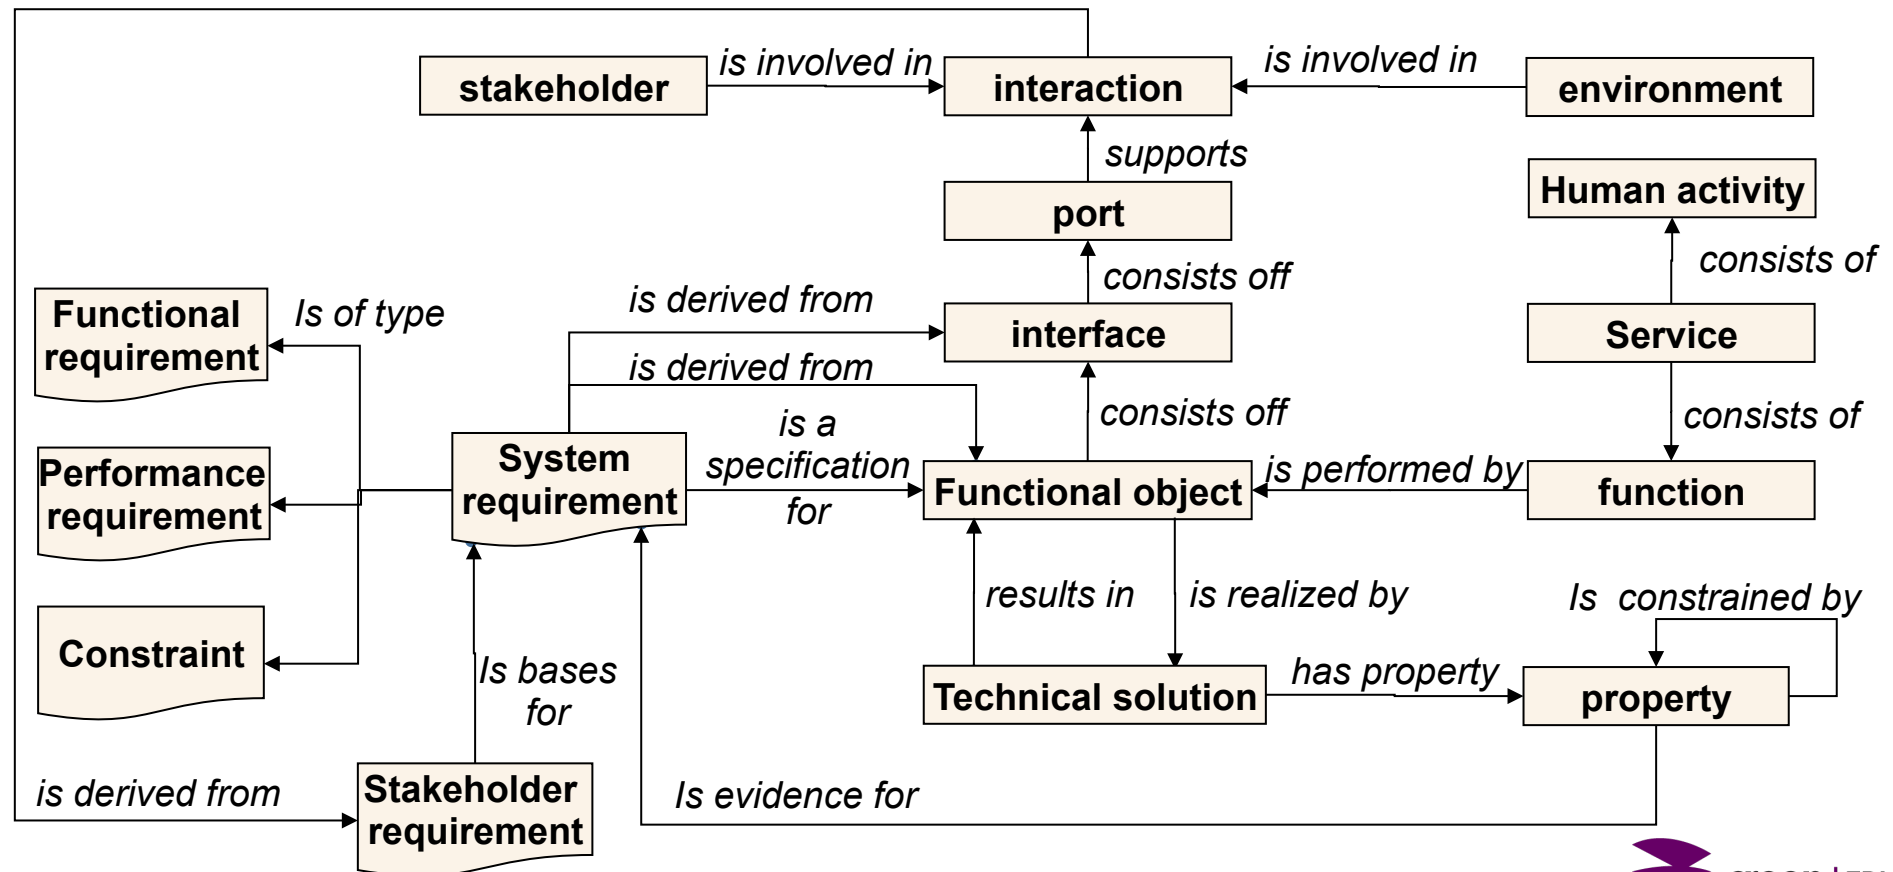 stakeholder
is involved in
interaction
is involved in
environment
supports
Human activity
port
consists of
consists off
Functional
requirement
Is of type
is derived from
interface
Service
is derived from
consists off
consists of
is a
specification
for
System
requirement
Performance
requirement
Functional object
is performed by
function
results in
is realized by
Is constrained by
Constraint
Is bases
for
Technical solution
has property
property
is derived from
Stakeholder
requirement
Is evidence for